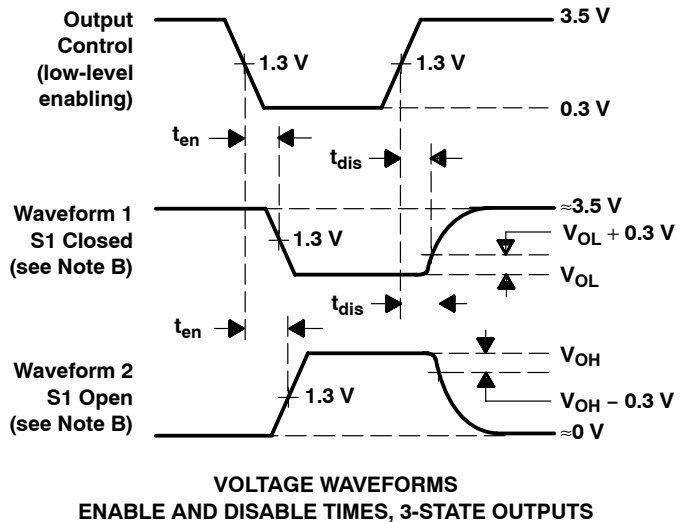 Output
Control
(low-level
enabling)
1.3 V
1.3 V
3.5 V
0.3 V
ten
tdis
Waveform 1
S1 Closed
(see Note B)
1.3 V
≈3.5 V
VOL + 0.3 V
VOL
tdis
ten
Waveform 2
S1 Open
(see Note B)
1.3 V
VOH
VOH − 0.3 V
≈0 V
VOLTAGE WAVEFORMS
ENABLE AND DISABLE TIMES, 3-STATE OUTPUTS